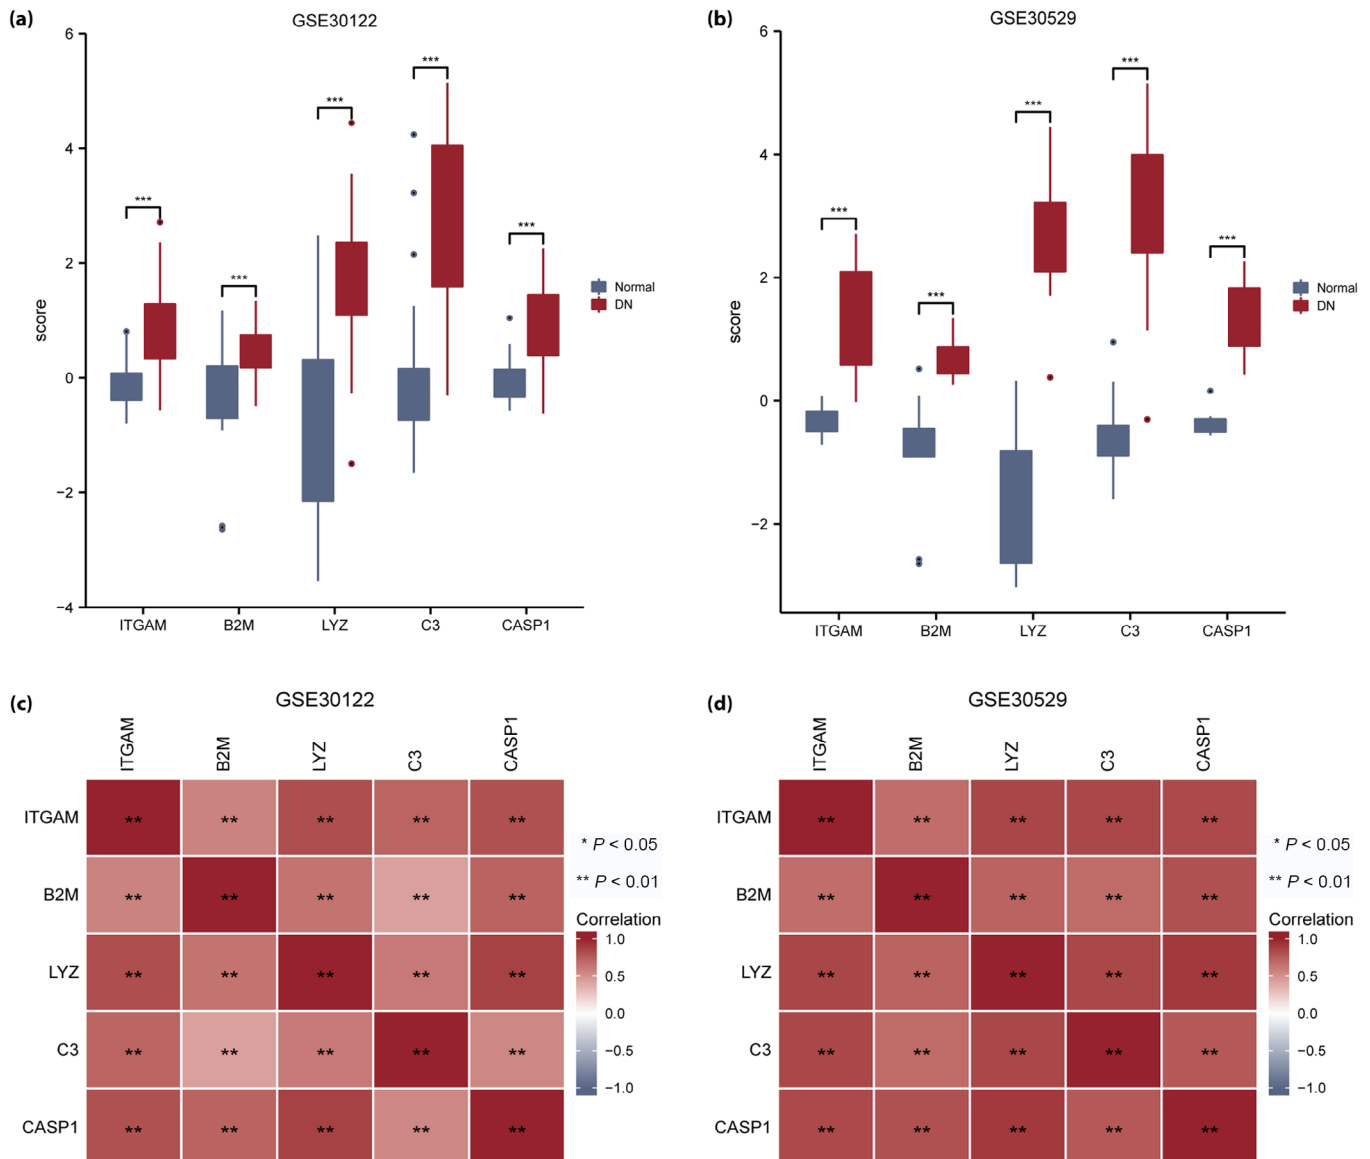 (a)
GSE30122
6
4
2
0
−2
−4
score
***
***
***
***
***
ITGAM
B2M
LYZ
C3
CASP1
Normal
DN
(b)
GSE30529
6
4
2
0
−2
score
***
***
***
***
***
ITGAM
B2M
LYZ
C3
CASP1
Normal
DN
(c)
GSE30122
ITGAM B2M LYZ C3 CASP1
ITGAM ** ** ** ** **
B2M ** ** ** ** **
LYZ ** ** ** ** **
C3 ** ** ** ** **
CASP1 ** ** ** ** **
* P < 0.05
** P < 0.01
Correlation
1.0
0.5
0.0
−0.5
−1.0
(d)
GSE30529
ITGAM B2M LYZ C3 CASP1
ITGAM ** ** ** ** **
B2M ** ** ** ** **
LYZ ** ** ** ** **
C3 ** ** ** ** **
CASP1 ** ** ** ** **
* P < 0.05
** P < 0.01
Correlation
1.0
0.5
0.0
−0.5
−1.0